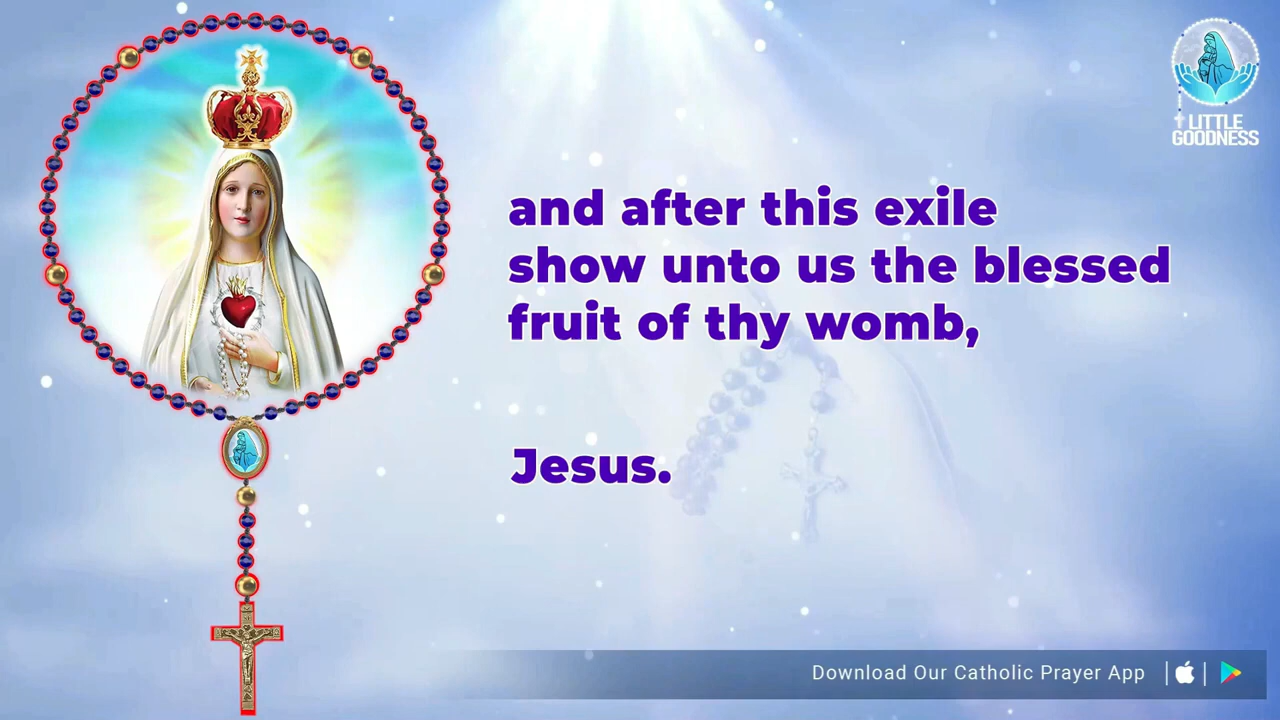 LITTLE
GOODNESS
and after this exile
show unto us the blessed
fruit of thy womb,
Jesus.
Download Our Catholic Prayer App